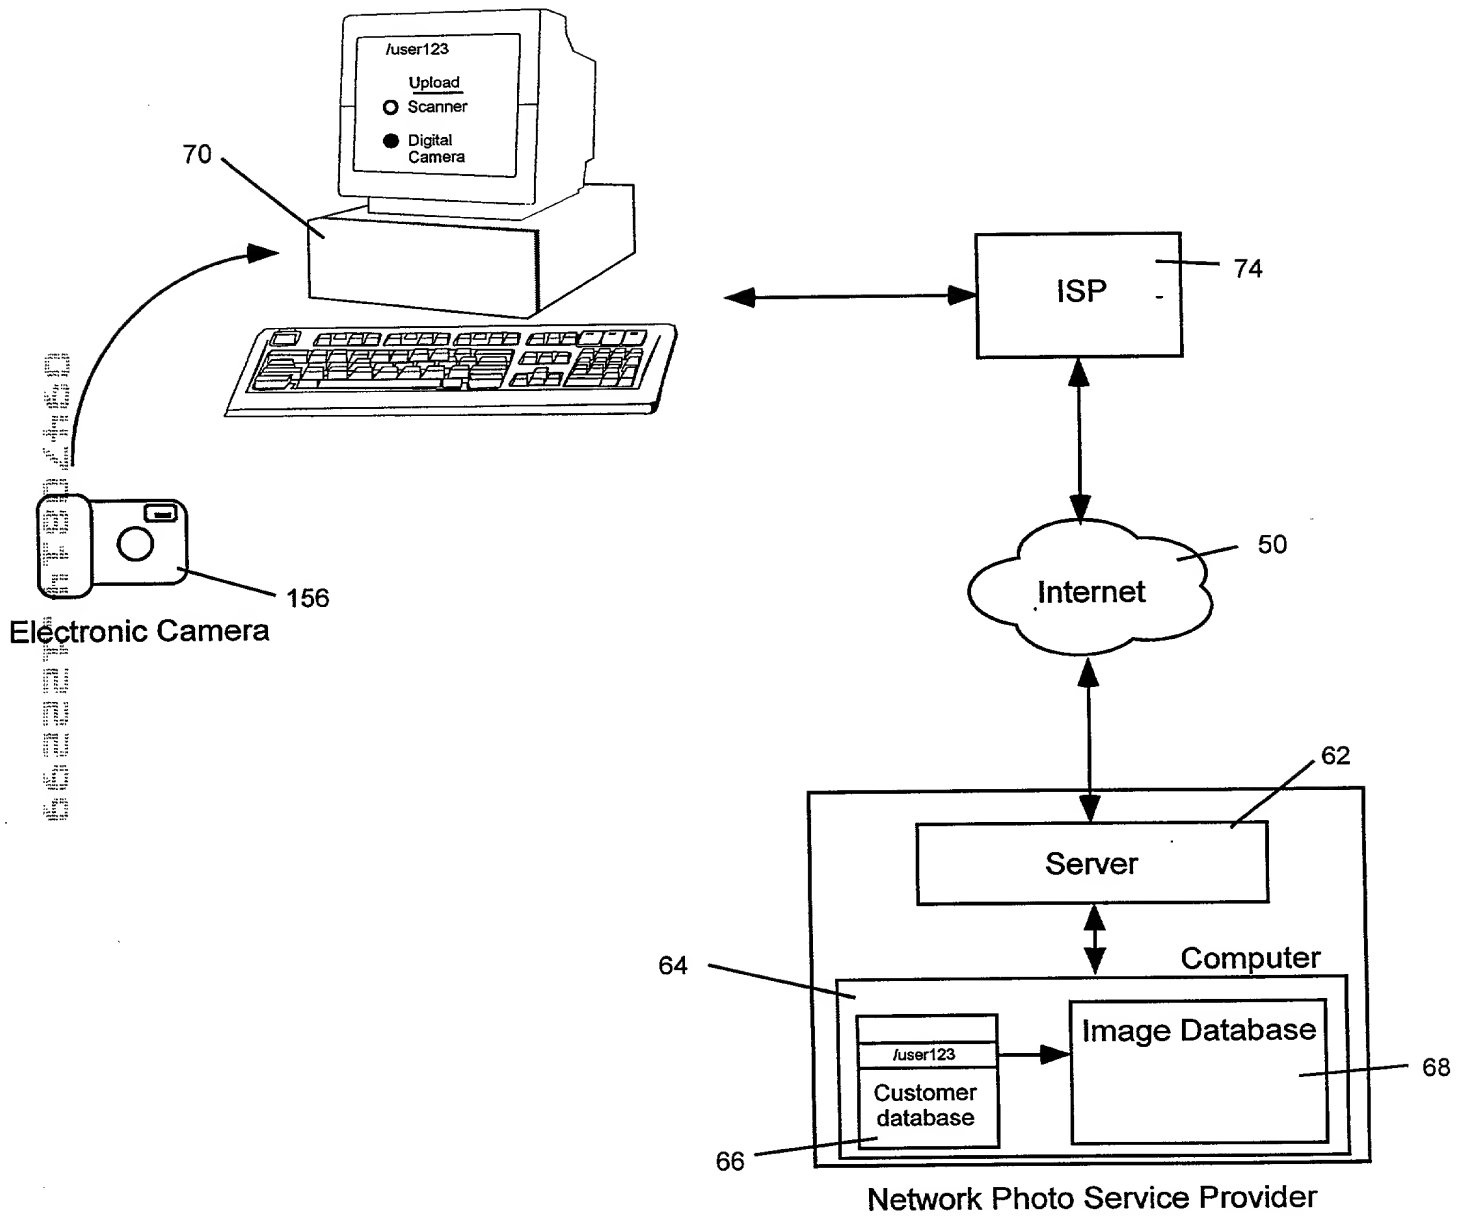 /user123
Upload
Scanner
Digital
Camera
70
ISP
74
50
Internet
156
Electronic Camera
62
Server
Computer
64
Image Database
/user123
Customer
database
68
66
Network Photo Service Provider